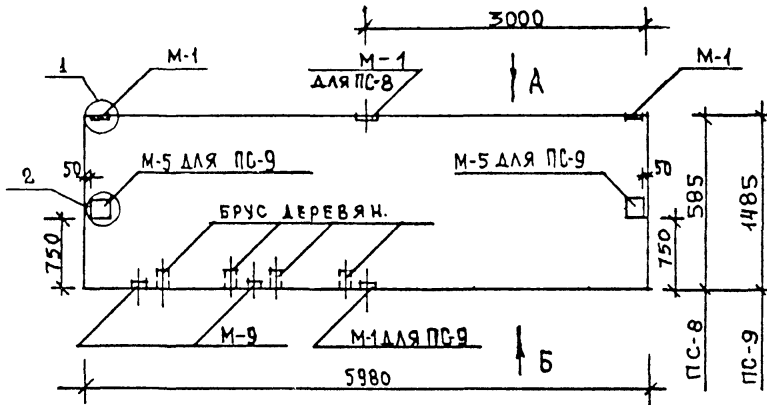 3000
1
М-1
М-1
ДЛЯ ПС-8
А
М-1
50
М-5 ДЛЯ ПС-9
М-5 ДЛЯ ПС-9
50
2
БРУС ДЕРЕВЯН.
750
750
585
1485
М-9
М-1 ДЛЯ ПС-9
Б
ПС-8
ПС-9
5980